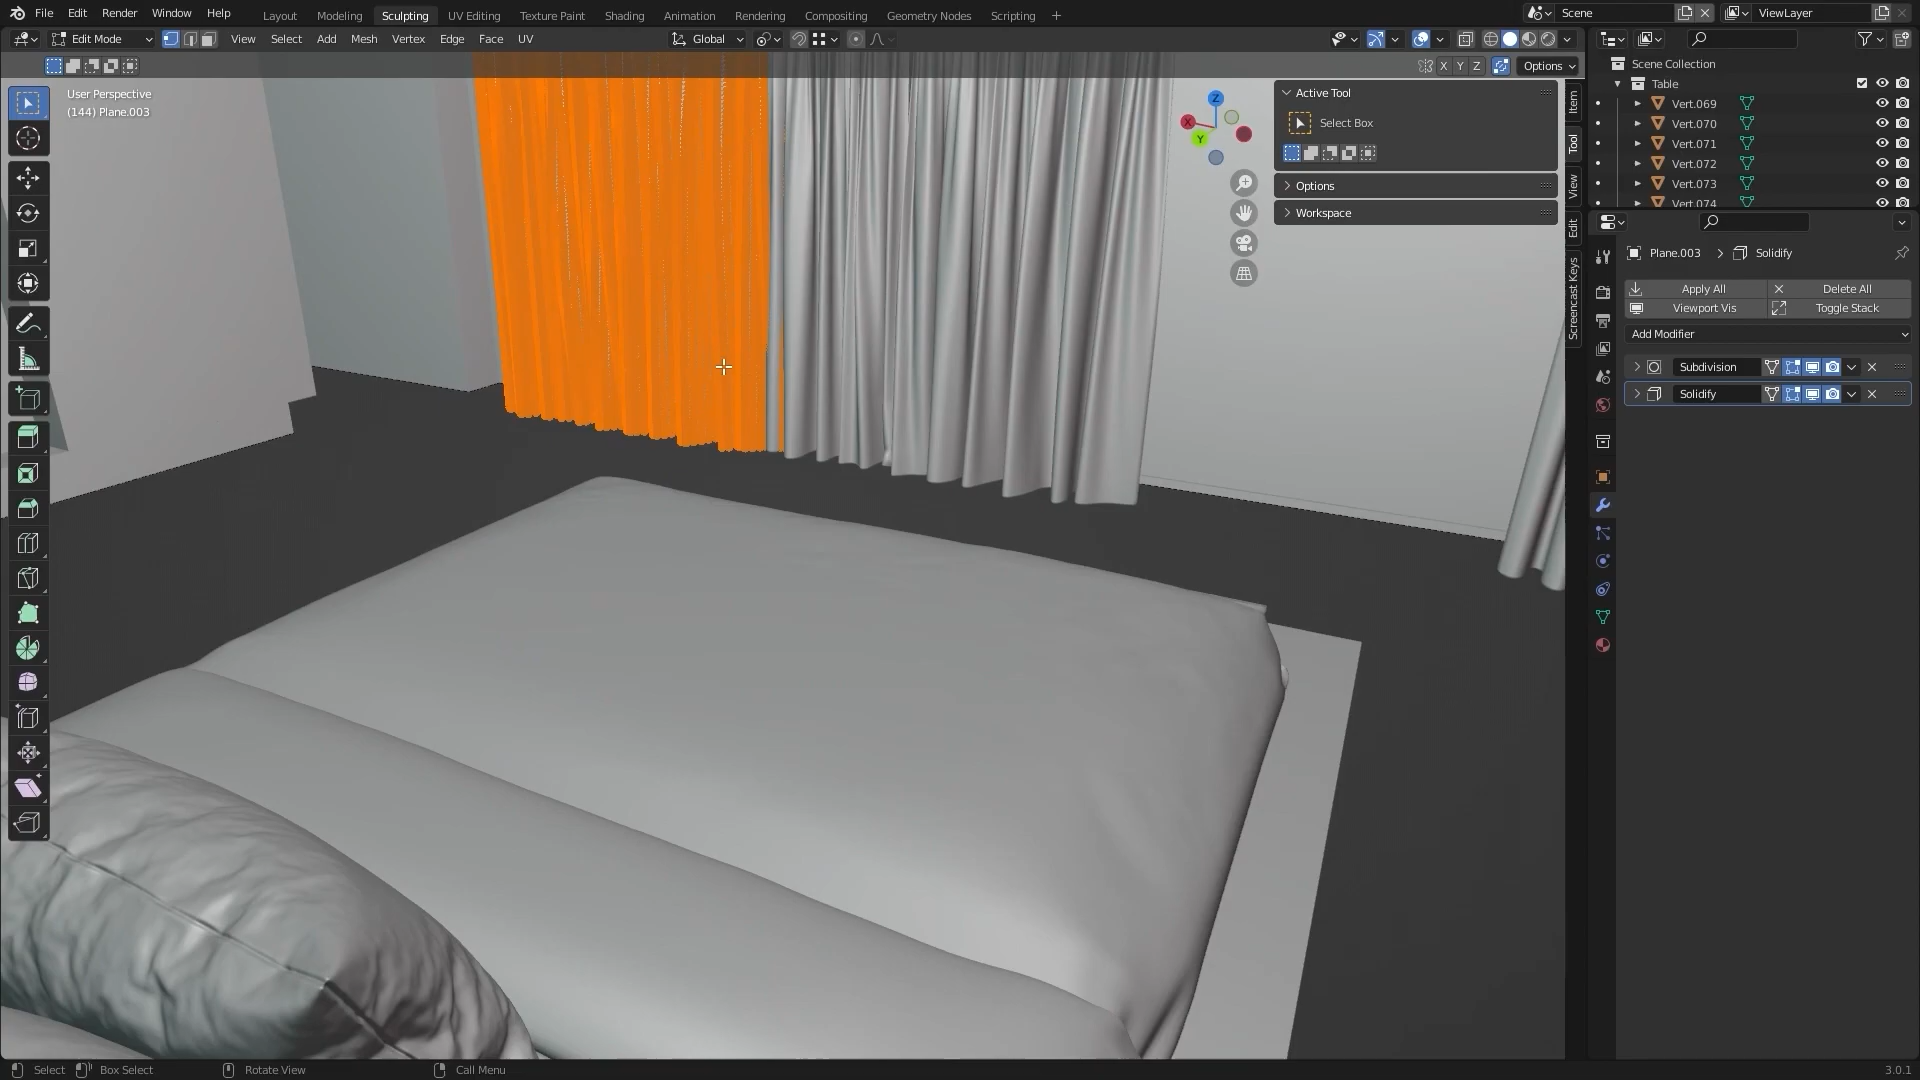 File Edit Render Window Help
Layout Modeling Sculpting UV Editing Texture Paint Shading Animation Rendering Compositing Geometry Nodes Scripting +
Scene ViewLayer
Edit Mode View Select Add Mesh Vertex Edge Face UV Global
X Y Z Options
User Perspective
(144) Plane.003
Z X Y
Active Tool
Select Box
Options
Workspace
Item
Tool
View
Edit
Screencast Keys
Scene Collection
Table
Vert.069
Vert.070
Vert.071
Vert.072
Vert.073
Vert.074
Plane.003 > Solidify
Apply All Delete All
Viewport Vis Toggle Stack
Add Modifier
Subdivision
Solidify
Select Box Select Rotate View Call Menu 3.0.1